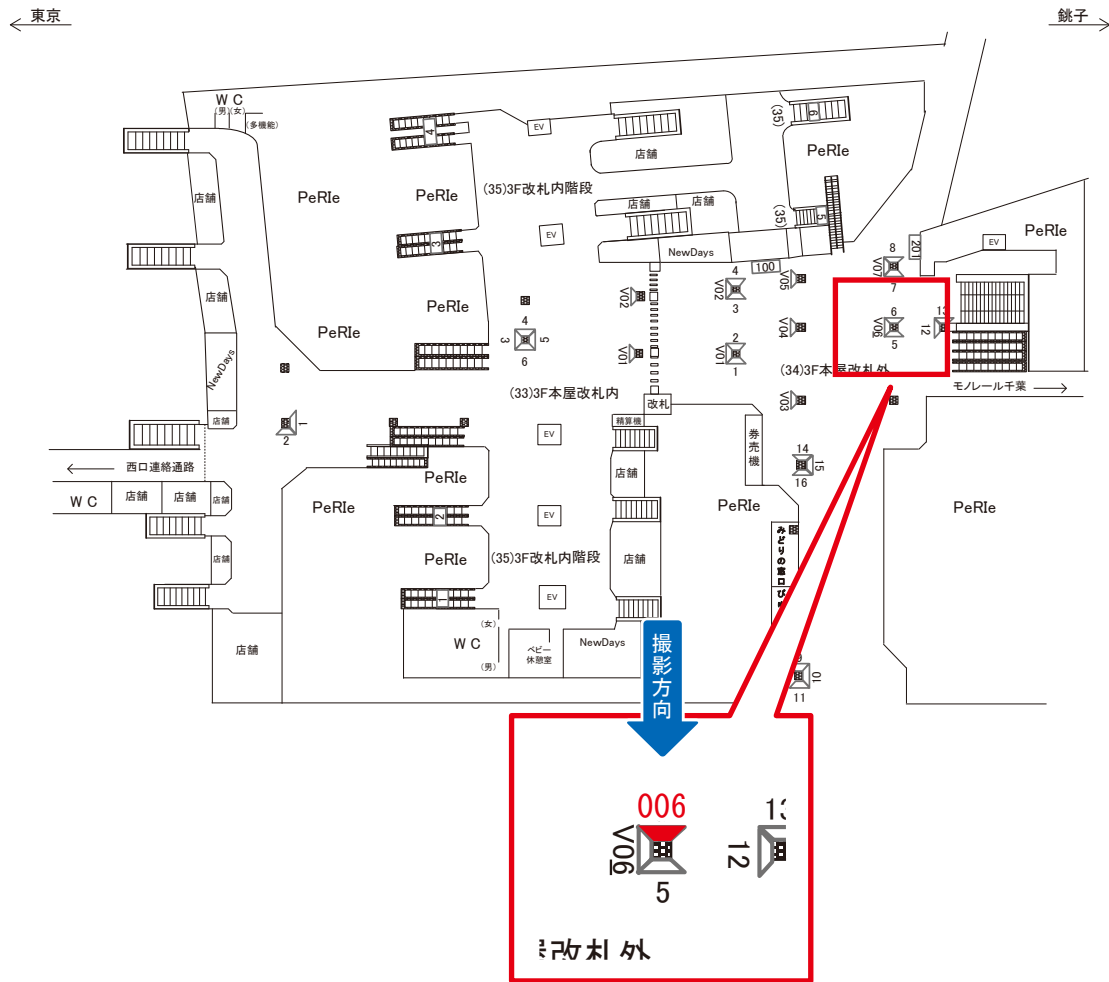 東京
銚子
WC
(男)(女)
(多機能)
EV
4
店舗
(35)
6
PeRIe
店舗
PeRIe
PeRIe
(35)3F改札内階段
店舗
店舗
(35)
5
PeRIe
EV
3
NewDays
100
201
EV
店舗
PeRIe
PeRIe
V02
4
V02
3
V05
8
V07
7
4
3
5
6
V01
2
V01
1
V04
6
V06
5
13
12
NewDays
(34)3F本屋改札外
(33)3F本屋改札内
モノレール千葉
店舗
1
2
改札
精算機
V03
EV
券売機
西口連絡通路
店舗
14
15
16
PeRIe
WC
店舗
店舗
店舗
PeRIe
2
EV
PeRIe
PeRIe
店舗
PeRIe
(35)3F改札内階段
店舗
みどりの窓口
び
1
EV
店舗
WC
(女)
(男)
ベビー
休憩室
NewDays
撮影方向
10
11
006
V06
5
13
12
改札外